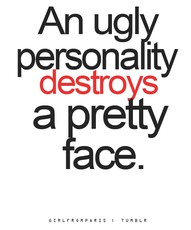 An ugly
personality
destroys
a pretty
face.
GIRLFROMPARIS | TUMBLR